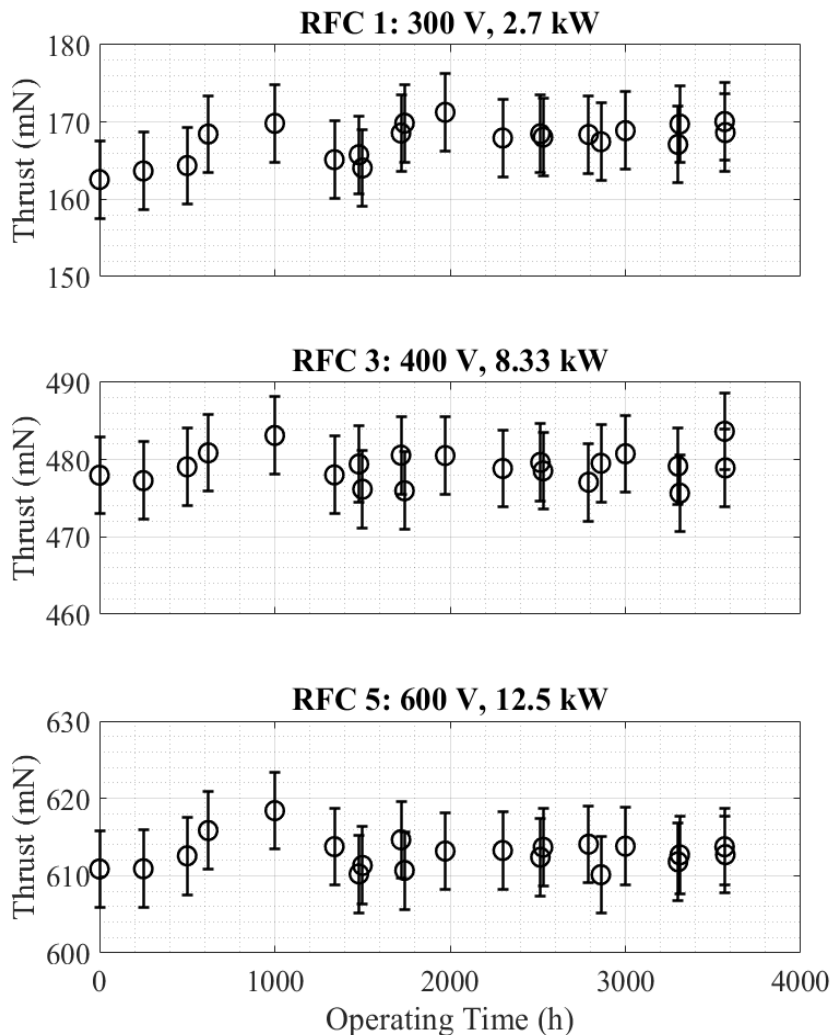 RFC 1: 300 V, 2.7 kW
180
170
160
150
Thrust (mN)
RFC 3: 400 V, 8.33 kW
490
480
470
460
Thrust (mN)
RFC 5: 600 V, 12.5 kW
630
620
610
600
Thrust (mN)
0 1000 2000 3000 4000
Operating Time (h)